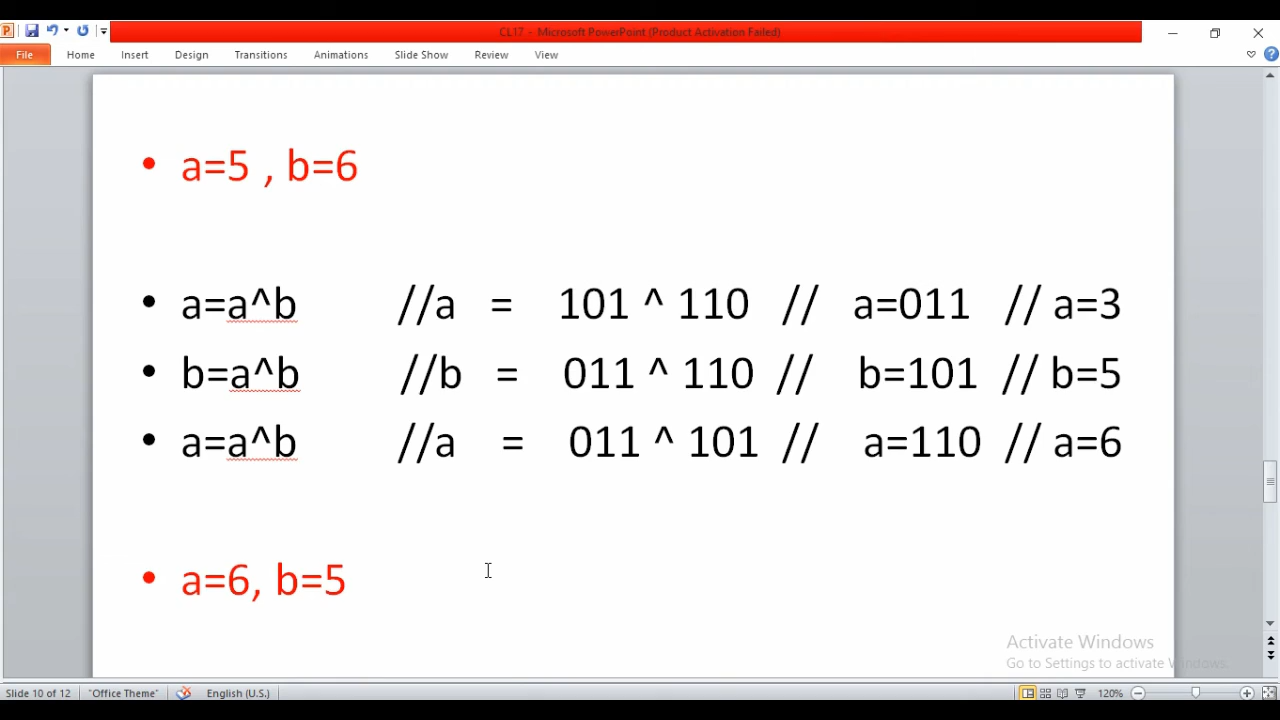 CL17 - Microsoft PowerPoint (Product Activation Failed)
File Home Insert Design Transitions Animations Slide Show Review View
• a=5 , b=6
• a=a^b //a = 101 ^ 110 // a=011 // a=3
• b=a^b //b = 011 ^ 110 // b=101 // b=5
• a=a^b //a = 011 ^ 101 // a=110 // a=6
• a=6, b=5
Activate Windows
Go to Settings to activate Windows.
Slide 10 of 12 "Office Theme" English (U.S.) 120%